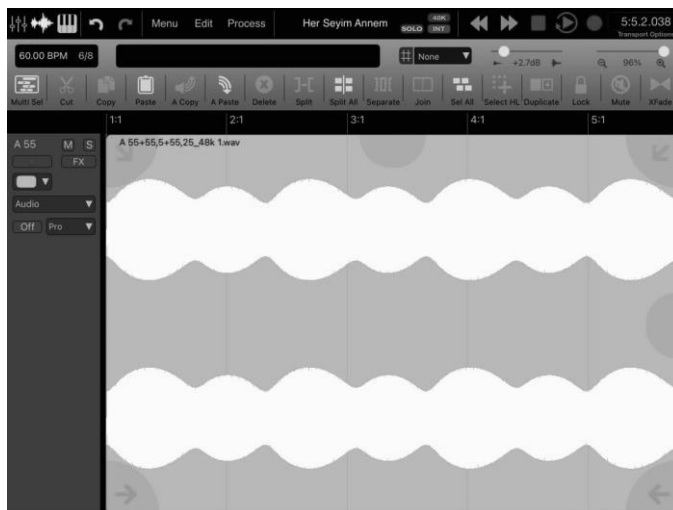 Menu Edit Process Her Seyim Annem SOLO 48K INT 5:5.2.038
Transport Options
60.00 BPM 6/8 None +2.7dB 96%
Multi Sel Cut Copy Paste A Copy A Paste Delete Split Split All Separate Join Sel All Select HL Duplicate Lock Mute XFade
1:1 2:1 3:1 4:1 5:1
A 55 M S A 55+55,5+55,25_48k 1.wav
FX
Audio
Off Pro